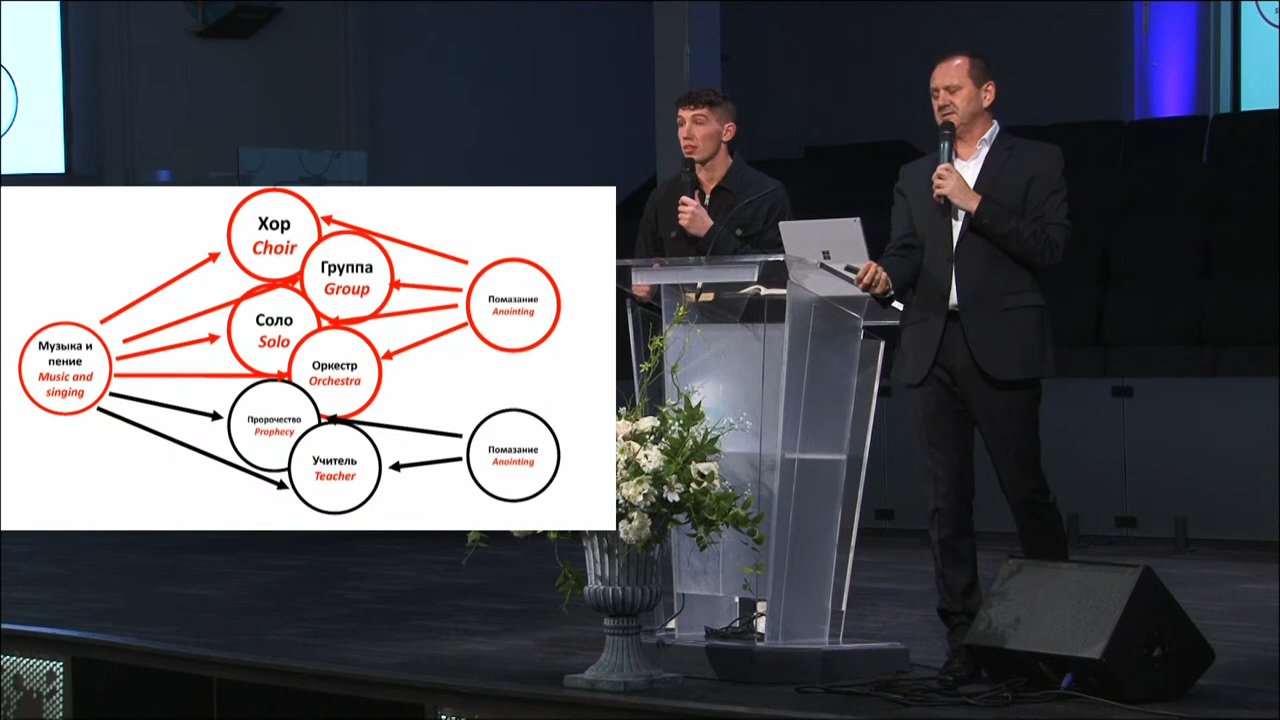 Хор
Choir
Группа
Group
Соло
Solo
Оркестр
Orchestra
Музыка и
пение
Music and
singing
Пророчество
Prophecy
Учитель
Teacher
Помазание
Anointing
Помазание
Anointing